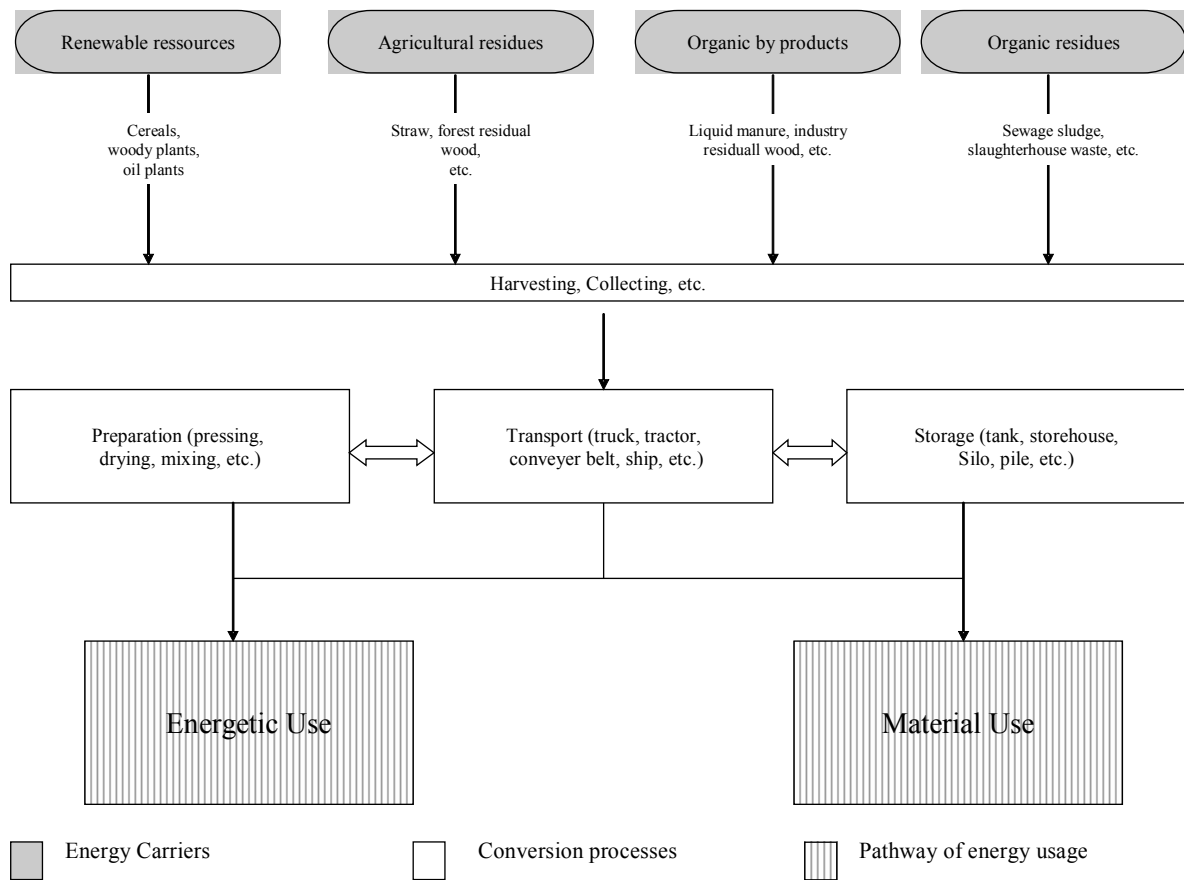 Renewable ressources
Agricultural residues
Organic by products
Organic residues
Cereals,
woody plants,
oil plants
Straw, forest residual
wood,
etc.
Liquid manure, industry
residuall wood, etc.
Sewage sludge,
slaughterhouse waste, etc.
Harvesting, Collecting, etc.
Preparation (pressing,
drying, mixing, etc.)
Transport (truck, tractor,
conveyer belt, ship, etc.)
Storage (tank, storehouse,
Silo, pile, etc.)
Energetic Use
Material Use
Energy Carriers
Conversion processes
Pathway of energy usage